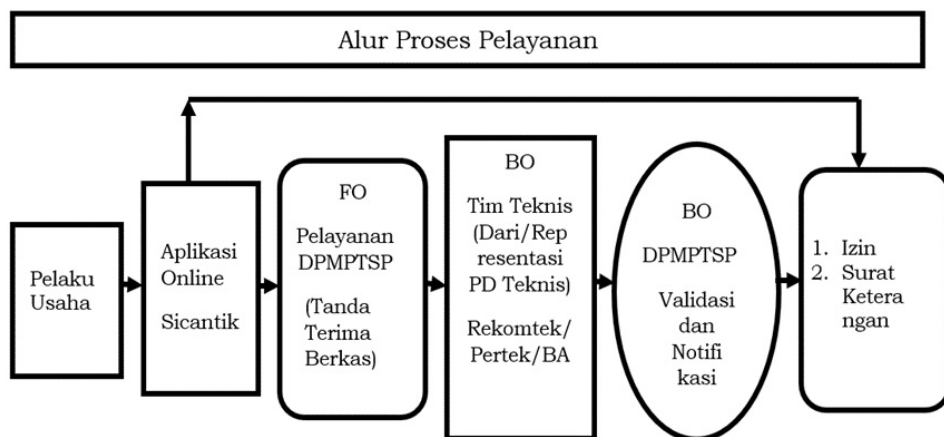 Alur Proses Pelayanan
Pelaku
Usaha
Aplikasi
Online
Sicantik
FO
Pelayanan
DPMPTSP
(Tanda
Terima
Berkas)
BO
Tim Teknis
(Dari/Rep
resentasi
PD Teknis)
Rekomtek/
Pertek/BA
BO
DPMPTSP
Validasi
dan
Notifi
kasi
1. Izin
2. Surat
Ketera
ngan